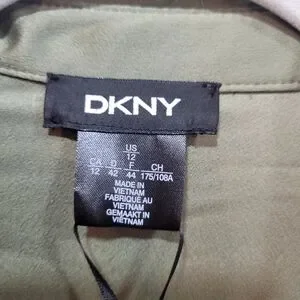 DKNY
US
12
CA D F CH
12 42 44 175/108A
MADE IN
VIETNAM
FABRIQUÉ AU
VIETNAM
GEMAAKT IN
VIETNAM